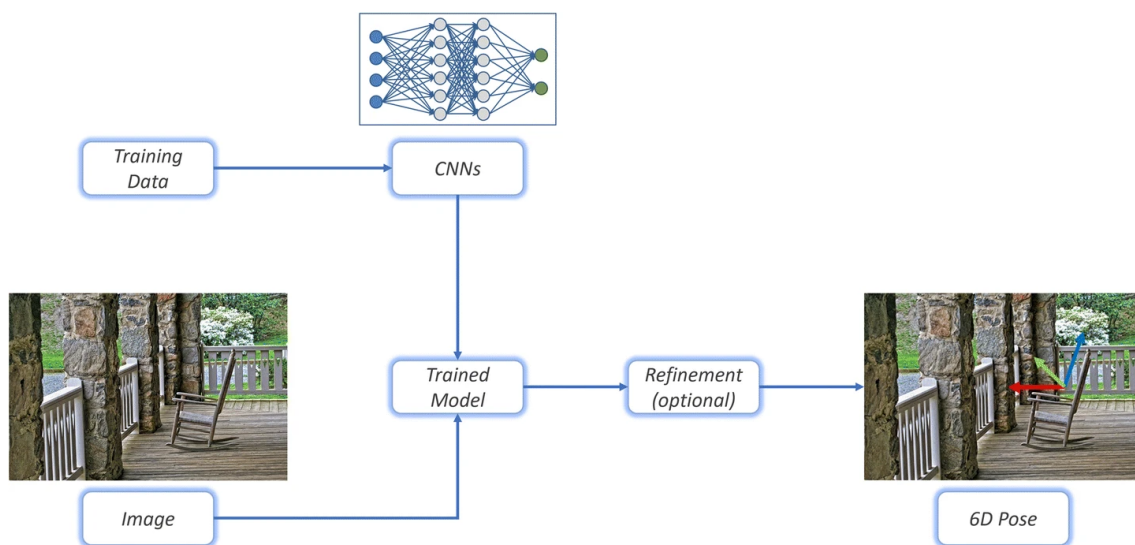 Training
Data
CNNs
Trained
Model
Refinement
(optional)
Image
6D Pose